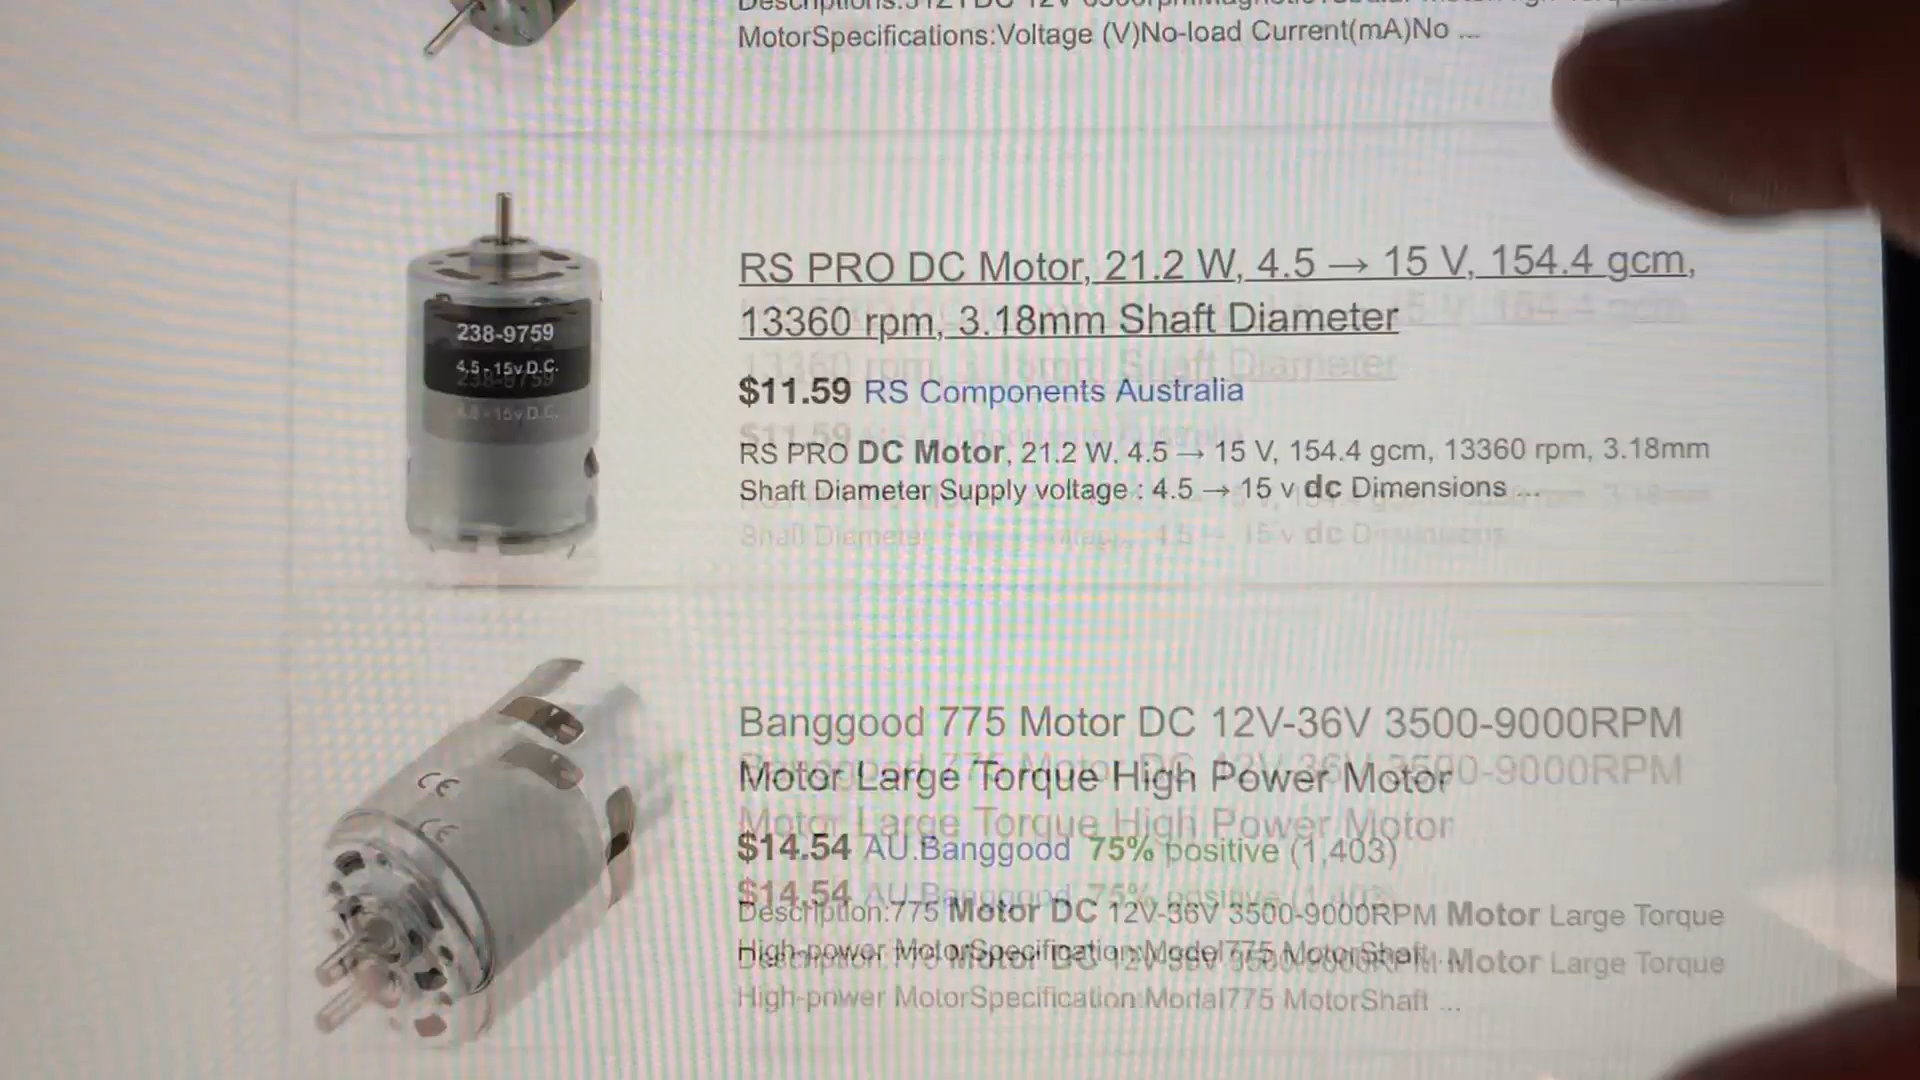 MotorSpecifications:Voltage (V)No-load Current(mA)No ...
238-9759
4.5 - 15v D.C.
RS PRO DC Motor, 21.2 W, 4.5 → 15 V, 154.4 gcm,
13360 rpm, 3.18mm Shaft Diameter
$11.59 RS Components Australia
RS PRO DC Motor, 21.2 W. 4.5 → 15 V, 154.4 gcm, 13360 rpm, 3.18mm
Shaft Diameter Supply voltage : 4.5 → 15 v dc Dimensions ...
CE
Banggood 775 Motor DC 12V-36V 3500-9000RPM
Motor Large Torque High Power Motor
$14.54 AU.Banggood 75% positive (1,403)
Description:775 Motor DC 12V-36V 3500-9000RPM Motor Large Torque
High-power MotorSpecification:Model775 MotorShaft ...